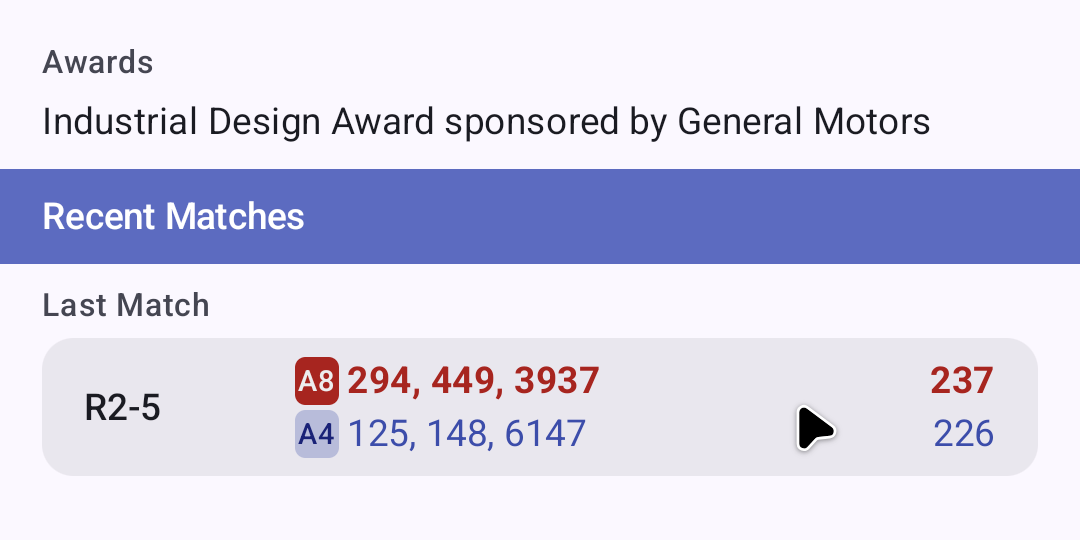 Awards
Industrial Design Award sponsored by General Motors
Recent Matches
Last Match
R2-5
A8 294, 449, 3937 237
A4 125, 148, 6147 226